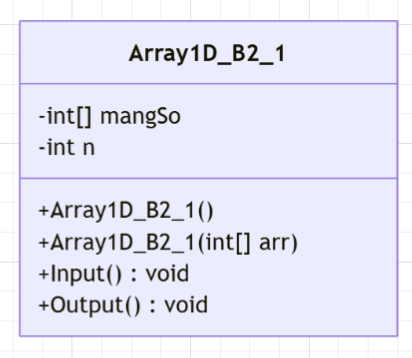 Array1D_B2_1
-int[] mangSo
-int n
+Array1D_B2_1()
+Array1D_B2_1(int[] arr)
+Input() : void
+Output() : void